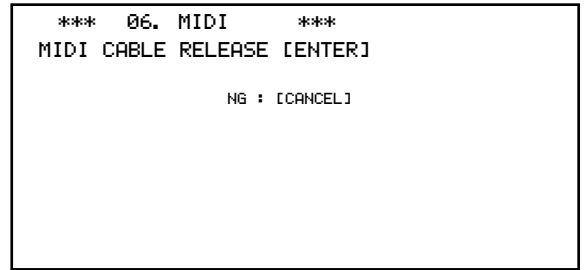 *** 06. MIDI ***
MIDI CABLE RELEASE [ENTER]
NG : [CANCEL]